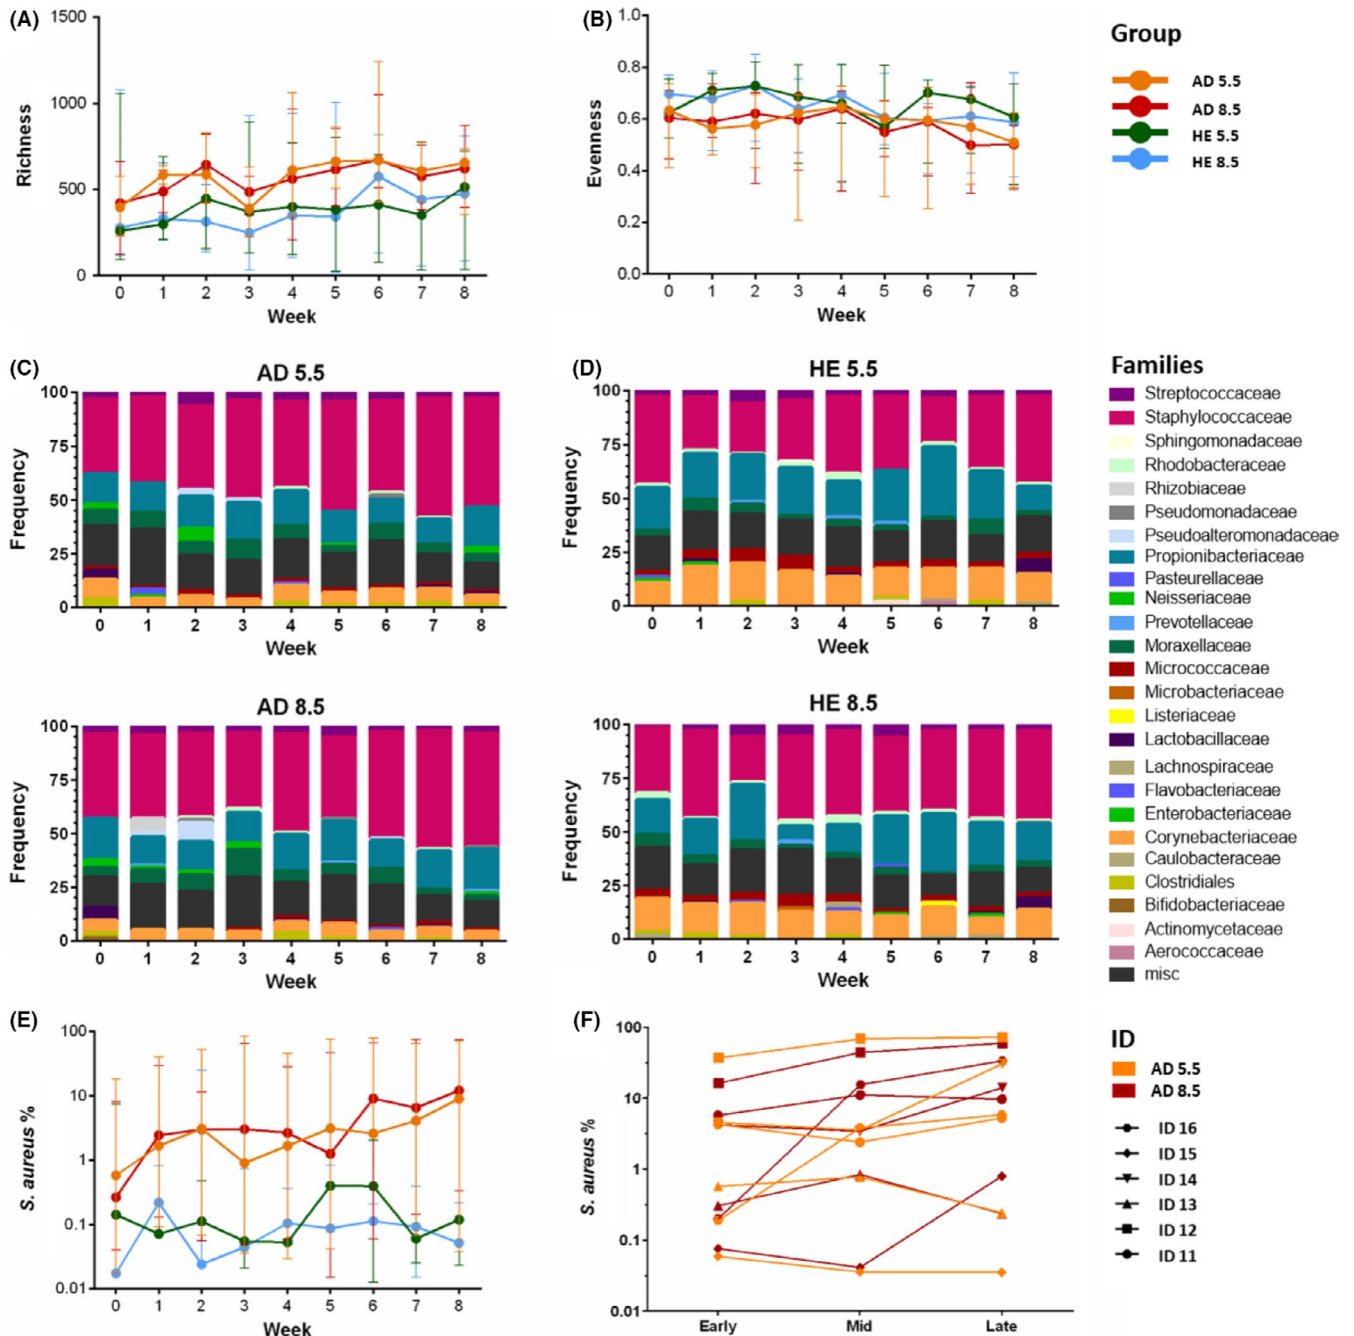 (A)
1500
1000
500
0
Richness
0 1 2 3 4 5 6 7 8
Week
(B)
1.0
0.8
0.6
0.4
0.2
0.0
Evenness
0 1 2 3 4 5 6 7 8
Week
Group
AD 5.5
AD 8.5
HE 5.5
HE 8.5
(C)
AD 5.5
100
75
50
25
0
Frequency
0 1 2 3 4 5 6 7 8
Week
(D)
HE 5.5
100
75
50
25
0
Frequency
0 1 2 3 4 5 6 7 8
Week
AD 8.5
100
75
50
25
0
Frequency
0 1 2 3 4 5 6 7 8
Week
HE 8.5
100
75
50
25
0
Frequency
0 1 2 3 4 5 6 7 8
Week
Families
Streptococcaceae
Staphylococcaceae
Sphingomonadaceae
Rhodobacteraceae
Rhizobiaceae
Pseudomonadaceae
Pseudoalteromonadaceae
Propionibacteriaceae
Pasteurellaceae
Neisseriaceae
Prevotellaceae
Moraxellaceae
Micrococcaceae
Microbacteriaceae
Listeriaceae
Lactobacillaceae
Lachnospiraceae
Flavobacteriaceae
Enterobacteriaceae
Corynebacteriaceae
Caulobacteraceae
Clostridiales
Bifidobacteriaceae
Actinomycetaceae
Aerococcaceae
misc
(E)
100
10
1
0.1
0.01
S. aureus %
0 1 2 3 4 5 6 7 8
Week
(F)
100
10
1
0.1
0.01
S. aureus %
Early Mid Late
ID
AD 5.5
AD 8.5
ID 16
ID 15
ID 14
ID 13
ID 12
ID 11